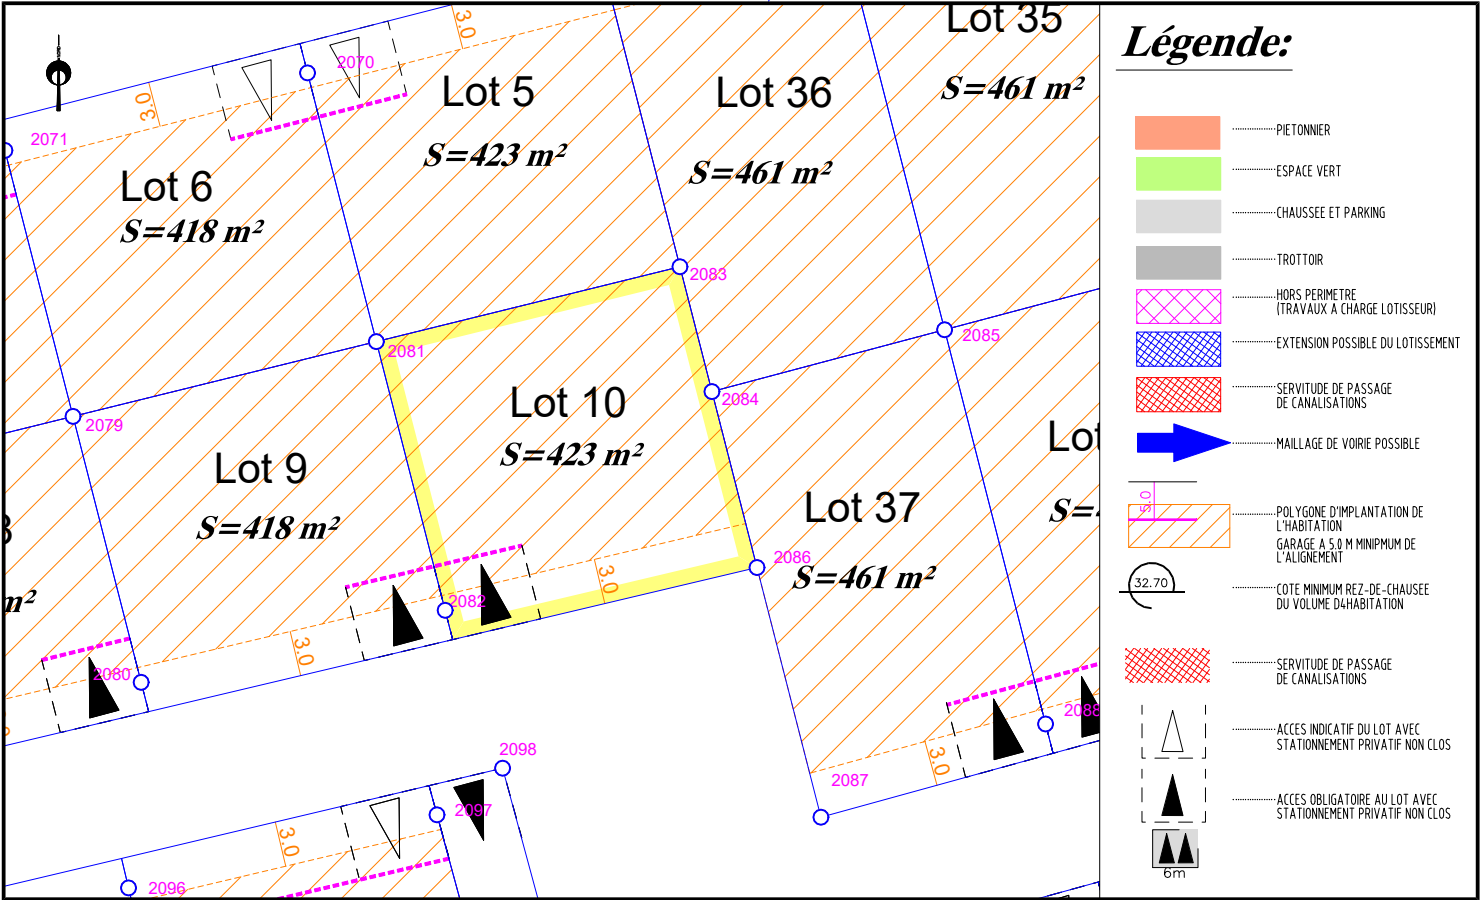 Lot 35
S=461 m²
3.0
2070
Lot 5
S=423 m²
Lot 36
S=461 m²
3.0
2071
Lot 6
S=418 m²
2083
2081
2085
2084
2079
Lot 10
S=423 m²
Lot
S=4
Lot 9
S=418 m²
Lot 37
S=461 m²
m²
2086
3.0
2082
3.0
2080
2088
3.0
2087
2098
2097
3.0
2096
Légende:
PIETONNIER
ESPACE VERT
CHAUSSEE ET PARKING
TROTTOIR
HORS PERIMETRE
(TRAVAUX A CHARGE LOTISSEUR)
EXTENSION POSSIBLE DU LOTISSEMENT
SERVITUDE DE PASSAGE
DE CANALISATIONS
MAILLAGE DE VOIRIE POSSIBLE
5.0
POLYGONE D'IMPLANTATION DE
L'HABITATION
GARAGE A 5.0 M MINIPMUM DE
L'ALIGNEMENT
32.70
COTE MINIMUM REZ-DE-CHAUSEE
DU VOLUME D4HABITATION
SERVITUDE DE PASSAGE
DE CANALISATIONS
ACCES INDICATIF DU LOT AVEC
STATIONNEMENT PRIVATIF NON CLOS
ACCES OBLIGATOIRE AU LOT AVEC
STATIONNEMENT PRIVATIF NON CLOS
6m